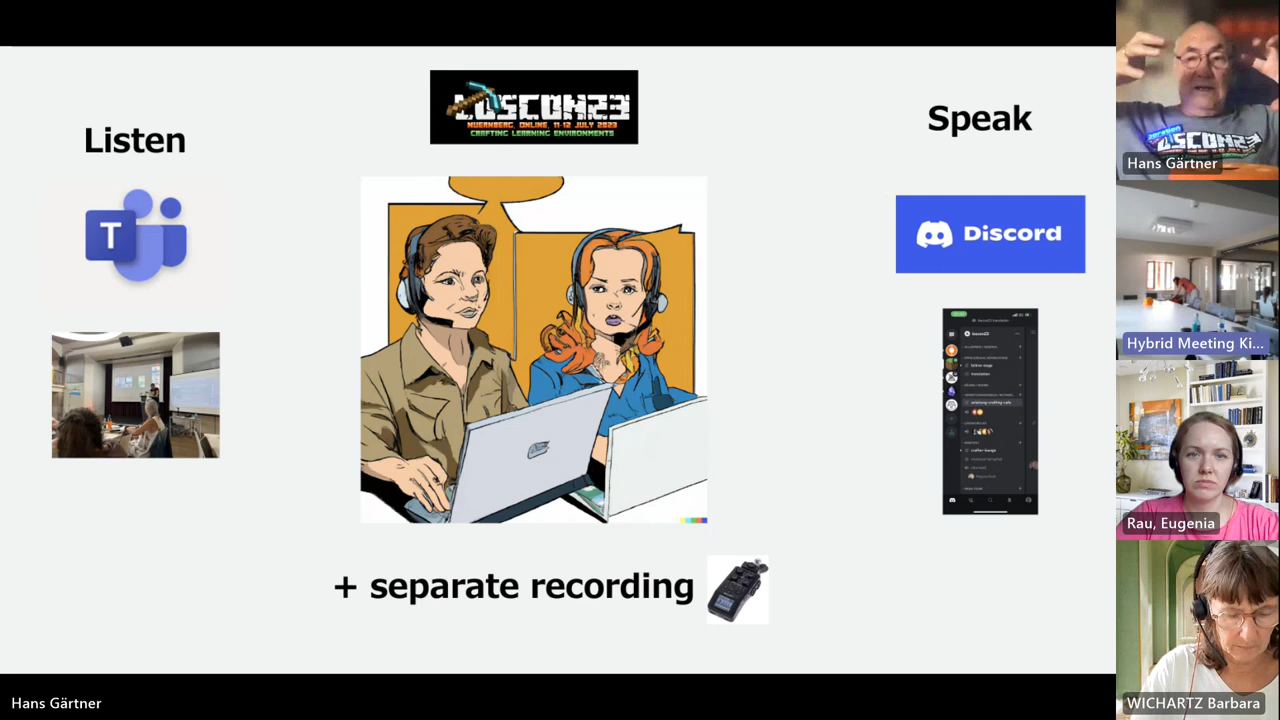 LOSCON23
NUERNBERG, ONLINE, 11-12 JULY 2023
CRAFTING LEARNING ENVIRONMENTS
Listen
Speak
T
Discord
+ separate recording
Hans Gärtner
Hans Gärtner
Hybrid Meeting Ki...
Rau, Eugenia
WICHARTZ Barbara